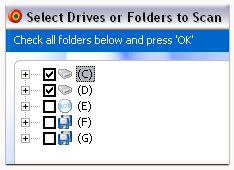 Select Drives or Folders to Scan
Check all folders below and press 'OK'
(C)
(D)
(E)
(F)
(G)